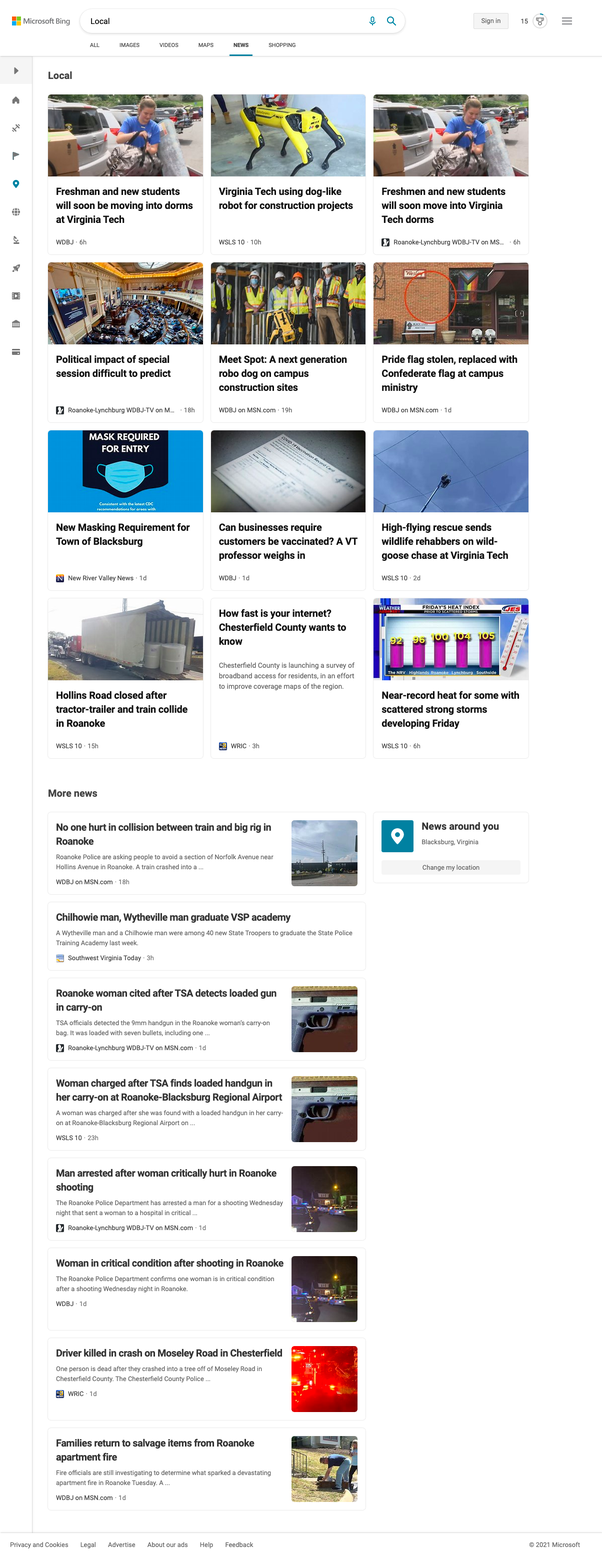 Microsoft Bing
Local
Sign in
15
ALL
IMAGES
VIDEOS
MAPS
NEWS
SHOPPING
Local
Freshman and new students
will soon be moving into dorms
at Virginia Tech
WDBJ · 6h
Virginia Tech using dog-like
robot for construction projects
WSLS 10 · 10h
Freshmen and new students
will soon move into Virginia
Tech dorms
Roanoke-Lynchburg WDBJ-TV on MS... · 6h
Political impact of special
session difficult to predict
Roanoke-Lynchburg WDBJ-TV on M... · 18h
Meet Spot: A next generation
robo dog on campus
construction sites
WDBJ on MSN.com · 19h
Pride flag stolen, replaced with
Confederate flag at campus
ministry
WDBJ on MSN.com · 1d
MASK REQUIRED
FOR ENTRY
Consistent with the latest CDC
recommendations for areas with
New Masking Requirement for
Town of Blacksburg
New River Valley News · 1d
Can businesses require
customers be vaccinated? A VT
professor weighs in
WDBJ · 1d
High-flying rescue sends
wildlife rehabbers on wild-
goose chase at Virginia Tech
WSLS 10 · 2d
Hollins Road closed after
tractor-trailer and train collide
in Roanoke
WSLS 10 · 15h
How fast is your internet?
Chesterfield County wants to
know
Chesterfield County is launching a survey of
broadband access for residents, in an effort
to improve coverage maps of the region.
WRIC · 3h
WEATHER
FRIDAY'S HEAT INDEX
92 96 100 104 105
The NRV Highlands Roanoke Lynchburg Southside
Near-record heat for some with
scattered strong storms
developing Friday
WSLS 10 · 6h
More news
No one hurt in collision between train and big rig in
Roanoke
Roanoke Police are asking people to avoid a section of Norfolk Avenue near
Hollins Avenue in Roanoke. A train crashed into a ...
WDBJ on MSN.com · 18h
News around you
Blacksburg, Virginia
Change my location
Chilhowie man, Wytheville man graduate VSP academy
A Wytheville man and a Chilhowie man were among 40 new State Troopers to graduate the State Police
Training Academy last week.
Southwest Virginia Today · 3h
Roanoke woman cited after TSA detects loaded gun
in carry-on
TSA officials detected the 9mm handgun in the Roanoke woman's carry-on
bag. It was loaded with seven bullets, including one ...
Roanoke-Lynchburg WDBJ-TV on MSN.com · 1d
Woman charged after TSA finds loaded handgun in
her carry-on at Roanoke-Blacksburg Regional Airport
A woman was charged after she was found with a loaded handgun in her carry-
on at Roanoke-Blacksburg Regional Airport on ...
WSLS 10 · 23h
Man arrested after woman critically hurt in Roanoke
shooting
The Roanoke Police Department has arrested a man for a shooting Wednesday
night that sent a woman to a hospital in critical ...
Roanoke-Lynchburg WDBJ-TV on MSN.com · 1d
Woman in critical condition after shooting in Roanoke
The Roanoke Police Department confirms one woman is in critical condition
after a shooting Wednesday night in Roanoke.
WDBJ · 1d
Driver killed in crash on Moseley Road in Chesterfield
One person is dead after they crashed into a tree off of Moseley Road in
Chesterfield County. The Chesterfield County Police ...
WRIC · 1d
Families return to salvage items from Roanoke
apartment fire
Fire officials are still investigating to determine what sparked a devastating
apartment fire in Roanoke Tuesday. A ...
WDBJ on MSN.com · 1d
Privacy and Cookies
Legal
Advertise
About our ads
Help
Feedback
© 2021 Microsoft